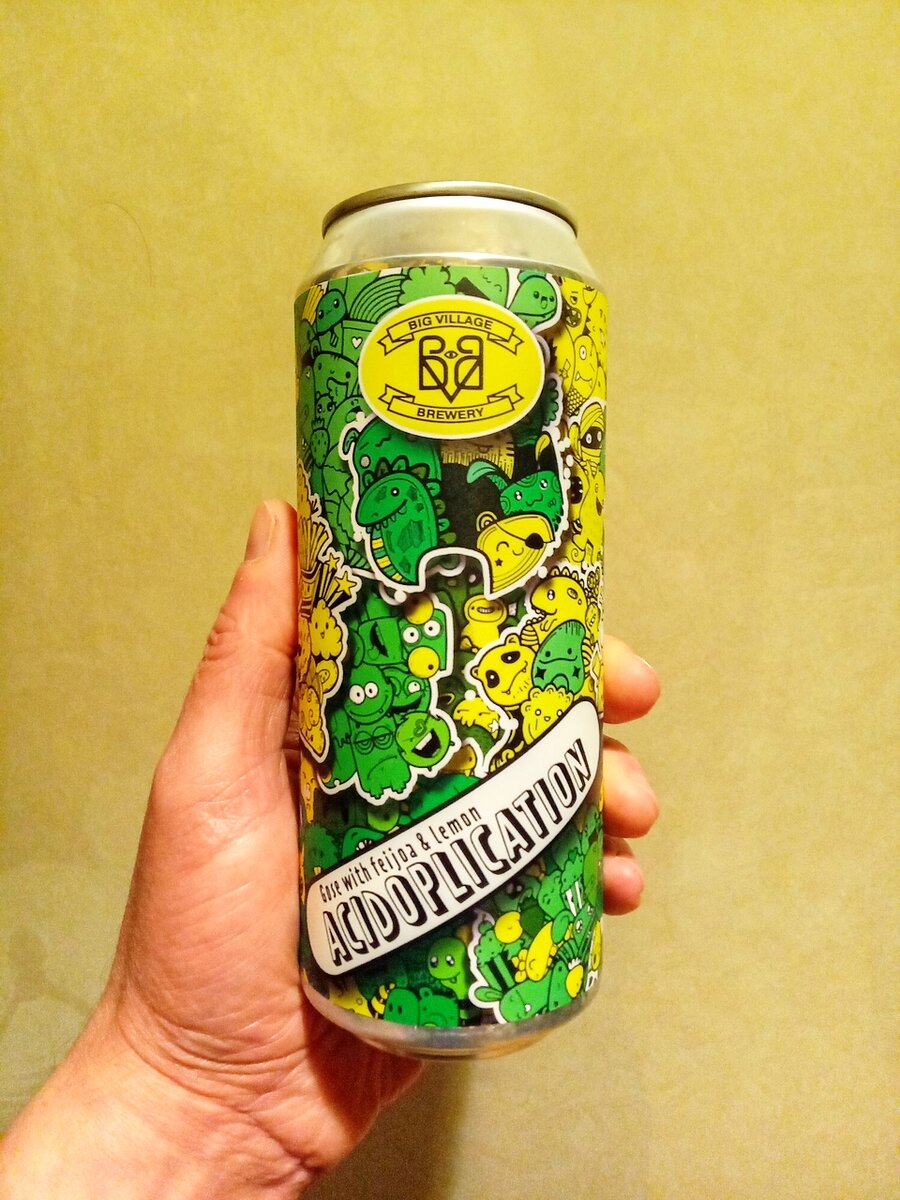 BIG VILLAGE
BREWERY
Gose with feijoa & lemon
ACIDOPLICATION